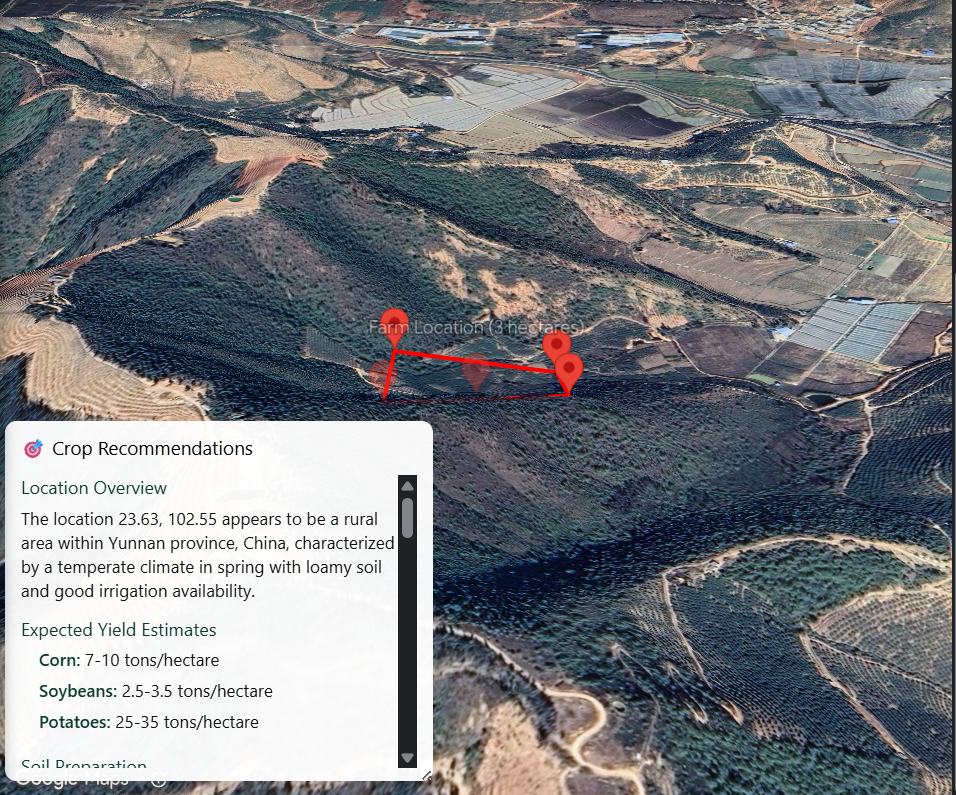 Farm Location (3 hectares)
Crop Recommendations
Location Overview
The location 23.63, 102.55 appears to be a rural
area within Yunnan province, China, characterized
by a temperate climate in spring with loamy soil
and good irrigation availability.
Expected Yield Estimates
Corn: 7-10 tons/hectare
Soybeans: 2.5-3.5 tons/hectare
Potatoes: 25-35 tons/hectare
Soil Preparation
Google Maps